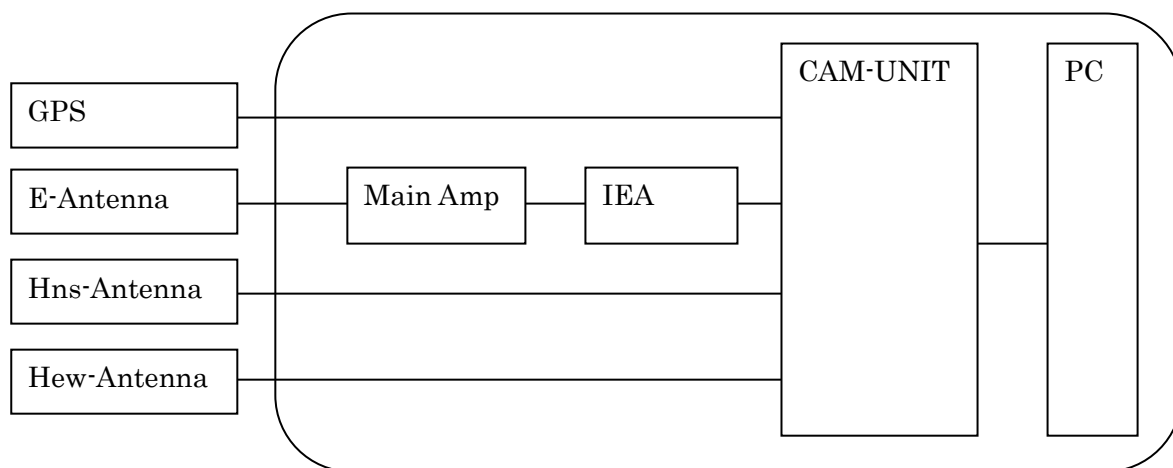 CAM-UNIT
PC
GPS
E-Antenna
Main Amp
IEA
Hns-Antenna
Hew-Antenna